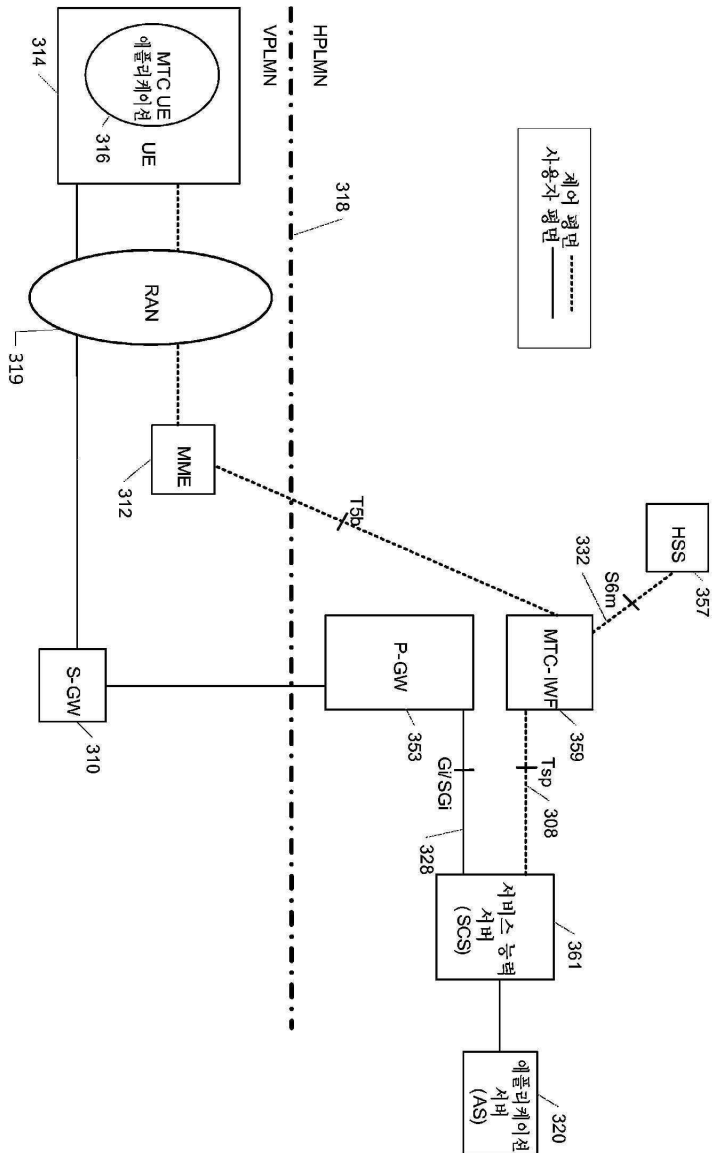 제어 평면
사용자 평면
HSS
357
S6m
332
MTC-IWF
359
Tsp
308
서비스 능력
서버
(SCS)
361
애플리케이션
서버
(AS)
320
T5b
P-GW
353
Gi/SGi
328
HPLMN
318
VPLMN
MTC UE
애플리케이션
316
UE
314
RAN
319
MME
312
S-GW
310